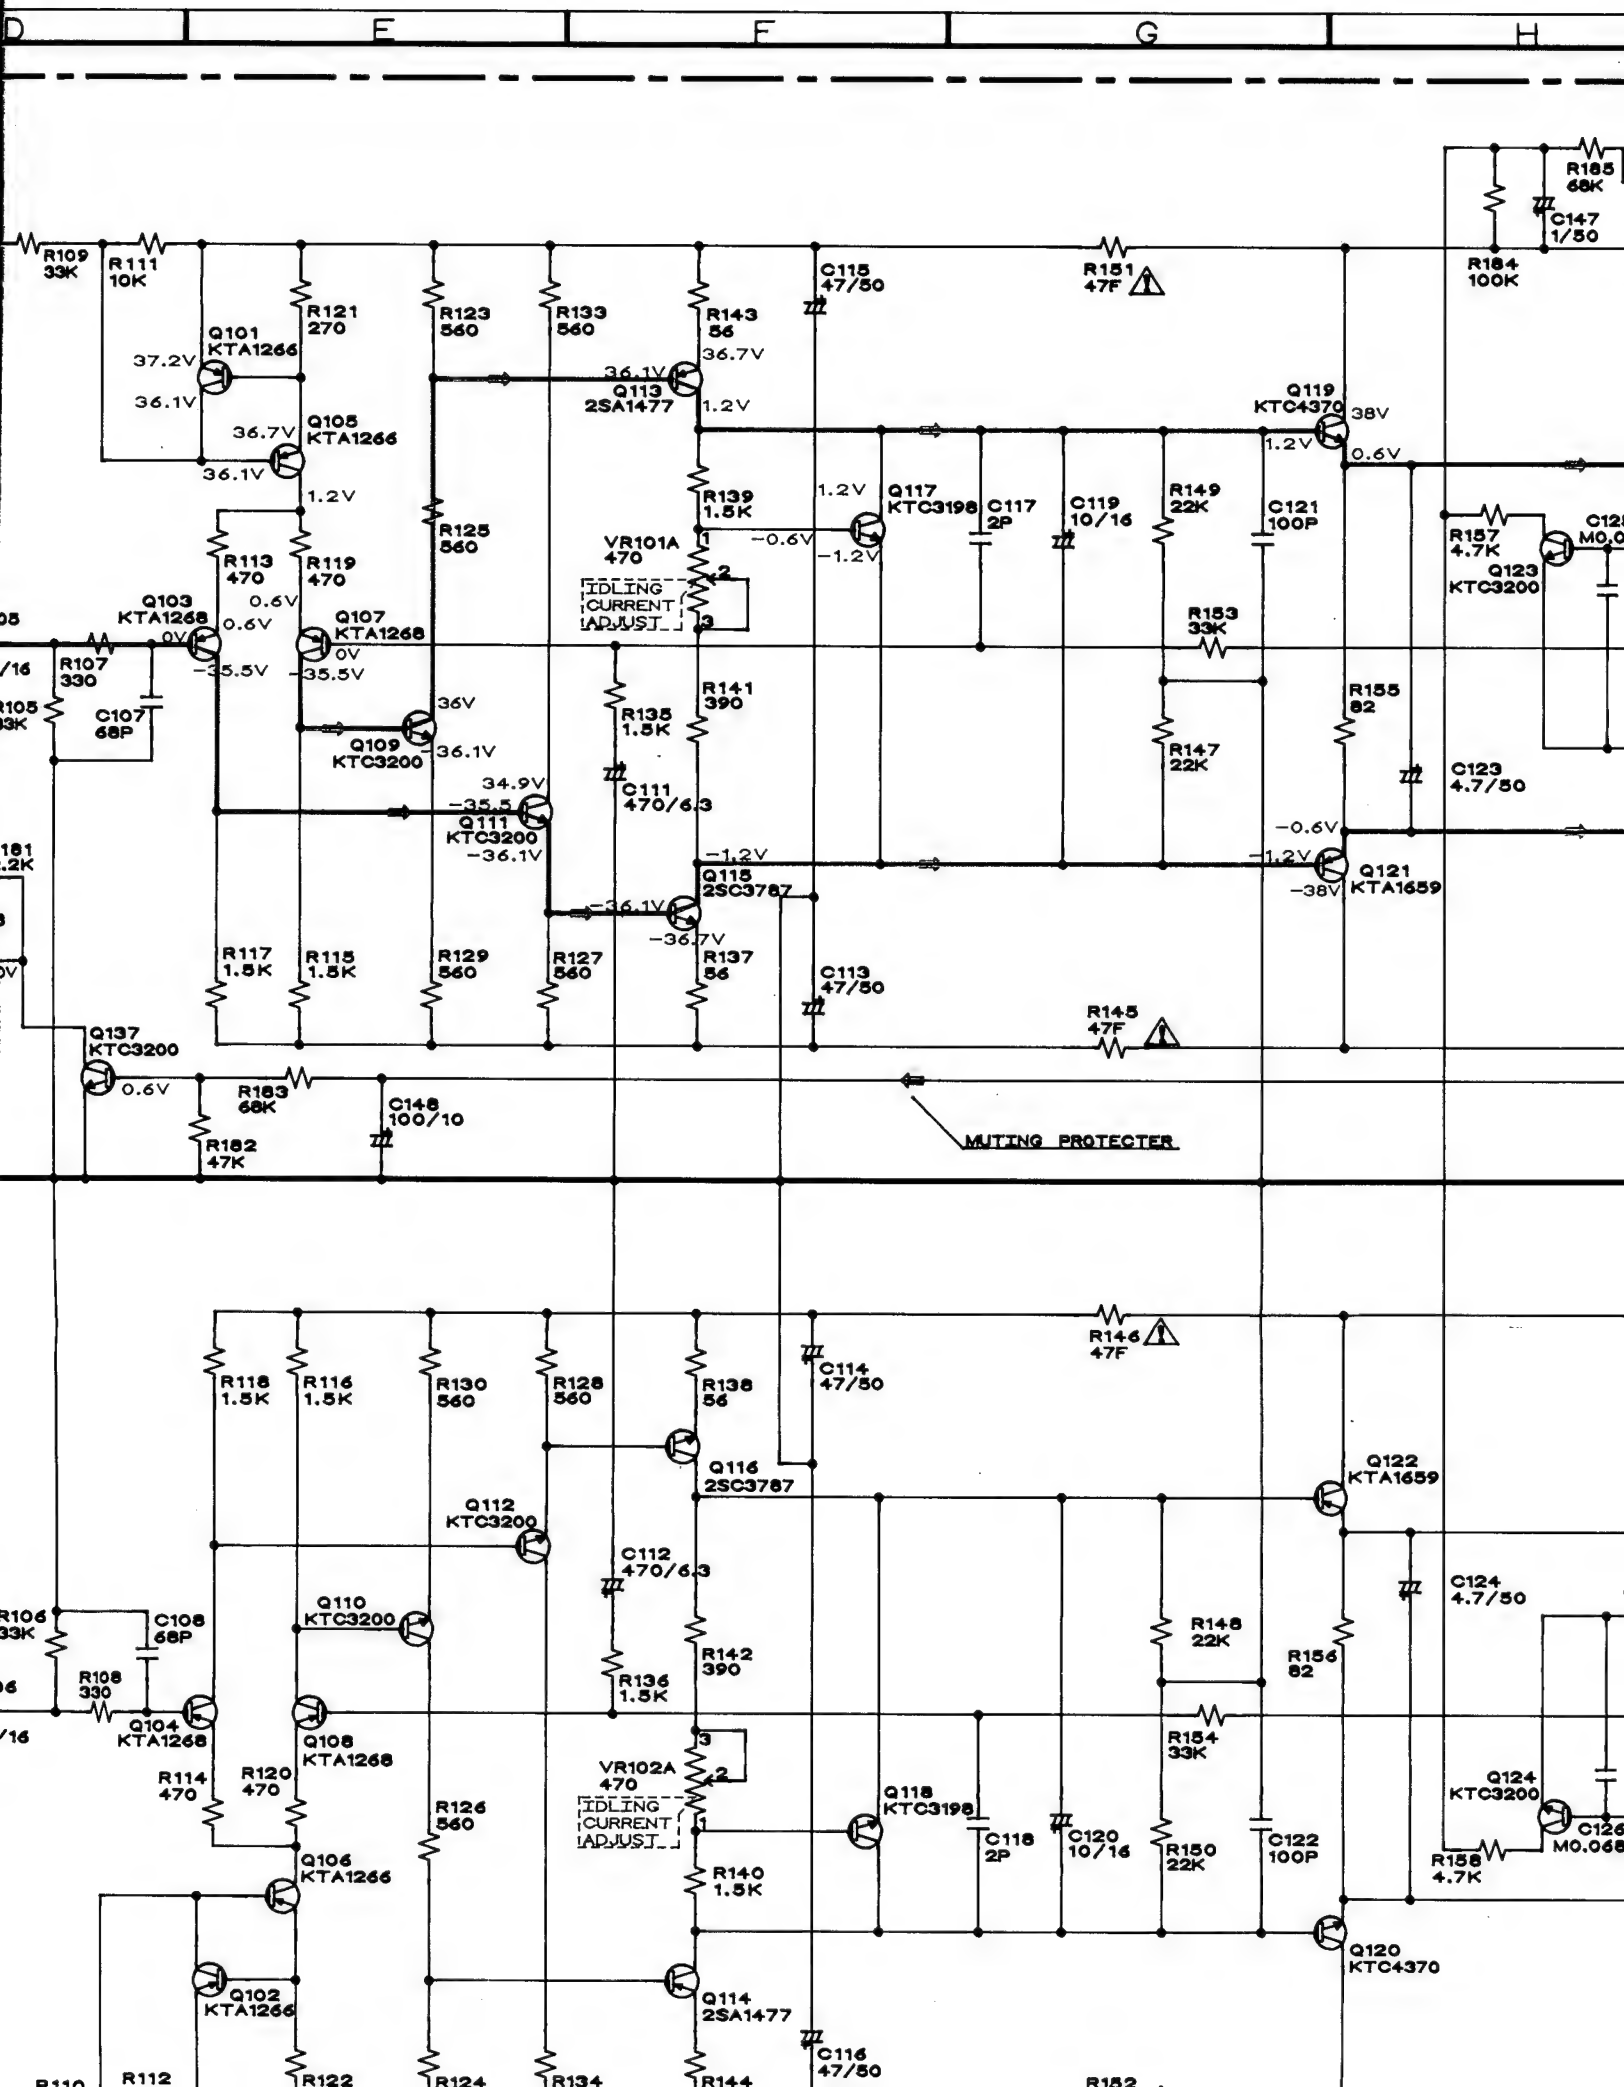 D
E
F
G
H
R109
33K
R111
10K
R121
270
R123
560
R133
560
R143
56
C115
47/50
R151
47F
R184
100K
R185
68K
C147
1/50
Q101
KTA1266
37.2V
36.1V
36.7V
Q105
KTA1266
36.1V
1.2V
36.7V
36.1V
Q113
2SA1477
1.2V
Q119
KTC4370
38V
1.2V
0.6V
R113
470
R119
470
R125
560
R139
1.5K
VR101A
470
1
2
3
IDLING
CURRENT
ADJUST
1.2V
-0.6V
-1.2V
Q117
KTC3198
C117
2P
C119
10/16
R149
22K
C121
100P
R157
4.7K
Q123
KTC3200
Q103
KTA1268
0V
0.6V
0.6V
-35.5V
Q107
KTA1268
0V
-35.5V
R107
330
C107
68P
/16
R105
33K
R153
33K
R141
390
R135
1.5K
C111
470/6.3
36V
Q109
KTC3200
-36.1V
34.9V
-35.5
Q111
KTC3200
-36.1V
R147
22K
R155
82
C123
4.7/50
-0.6V
-1.2V
Q121
KTA1659
-38V
-1.2V
Q115
2SC3787
-36.1V
-36.7V
R137
56
C113
47/50
R117
1.5K
R115
1.5K
R129
560
R127
560
R145
47F
Q137
KTC3200
0.6V
R183
68K
R182
47K
C148
100/10
MUTING PROTECTER
R118
1.5K
R116
1.5K
R130
560
R128
560
R138
56
C114
47/50
R146
47F
Q116
2SC3787
Q122
KTA1659
Q112
KTC3200
C112
470/6.3
C124
4.7/50
Q110
KTC3200
R106
33K
C108
68P
R108
330
/16
Q104
KTA1268
Q108
KTA1268
R142
390
R136
1.5K
R148
22K
R156
82
R154
33K
R114
470
R120
470
VR102A
470
3
2
1
IDLING
CURRENT
ADJUST
Q118
KTC3198
C118
2P
C120
10/16
R150
22K
C122
100P
Q124
KTC3200
C126
M0.068
R158
4.7K
R126
560
R140
1.5K
Q106
KTA1266
Q102
KTA1266
Q114
2SA1477
Q120
KTC4370
C116
47/50
R110
R112
R122
R124
R134
R144
R152